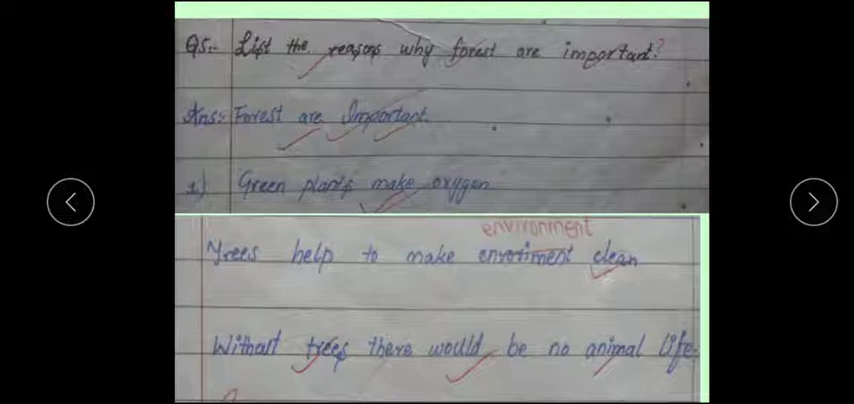 Q5:- List the reasons why forest are important?
Ans:- Forest are Important.
1) Green plants make oxygen
environment
Trees help to make envoriment clean
Without trees there would be no animal life.